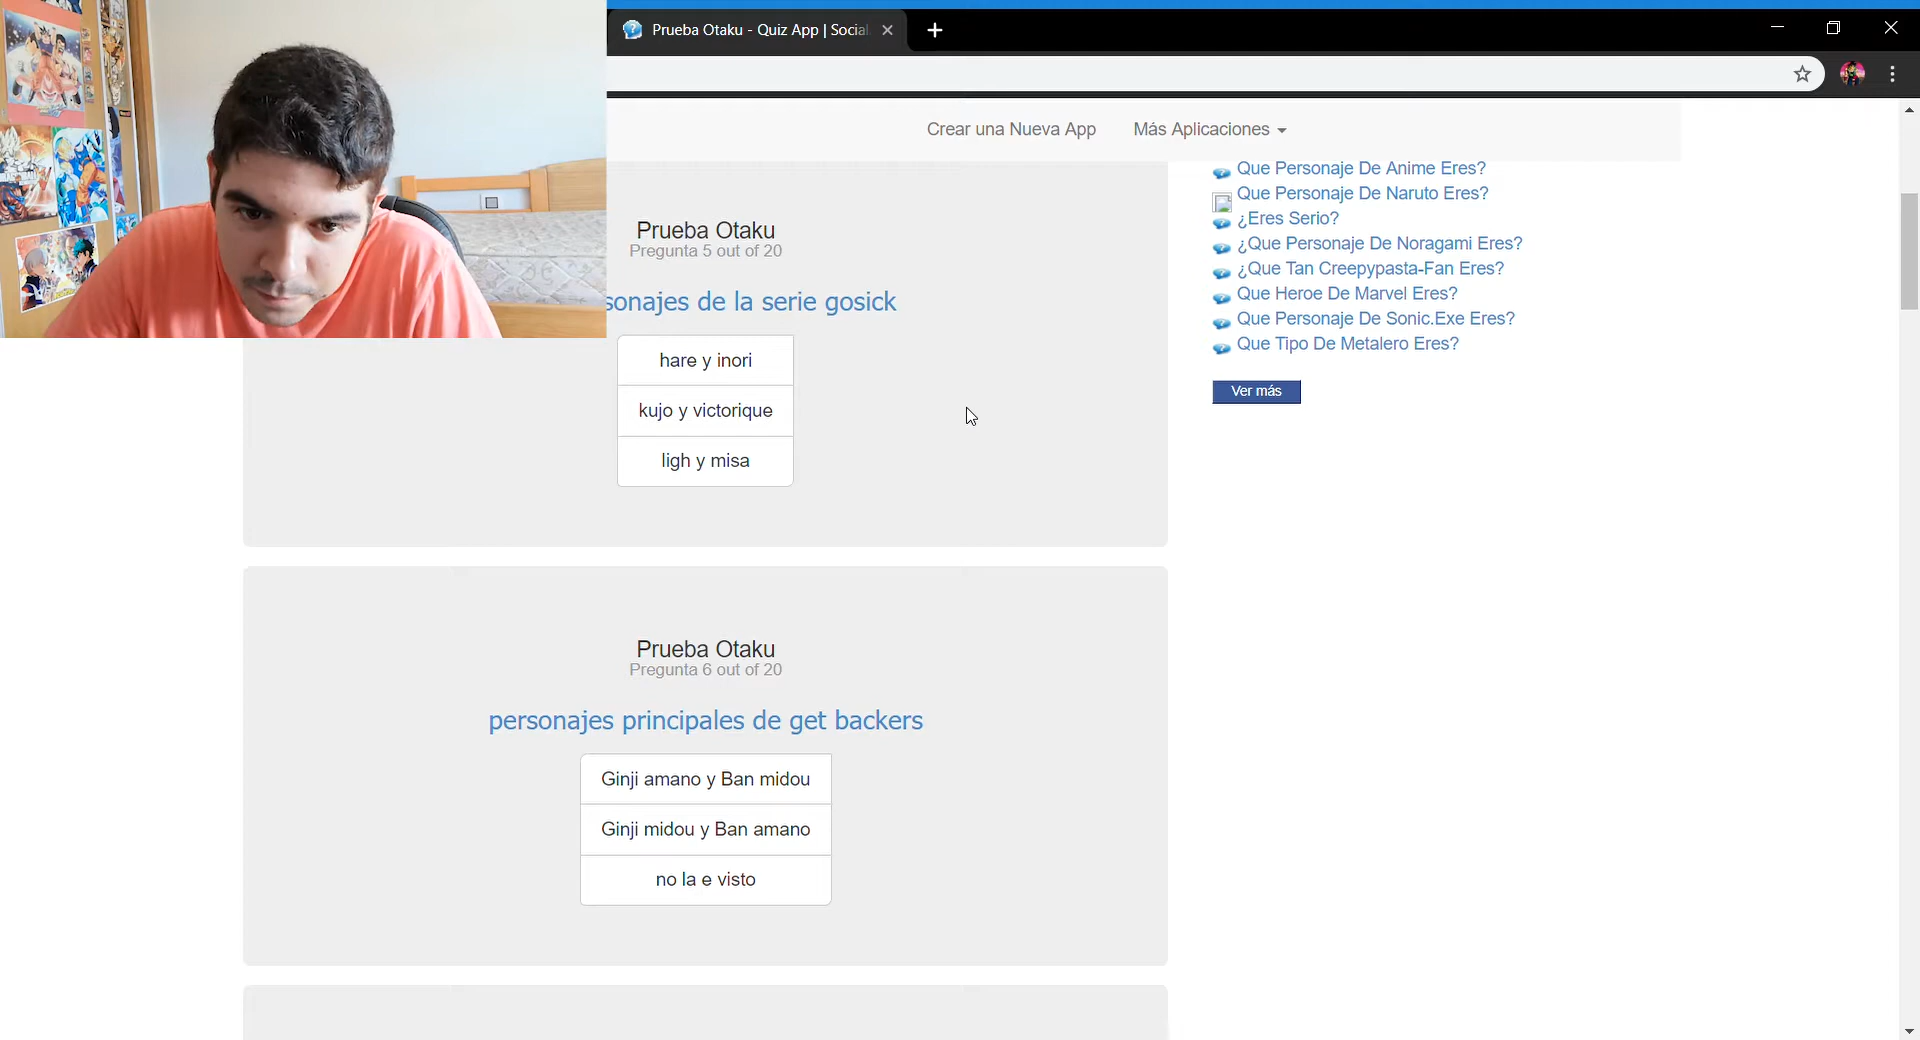 Prueba Otaku - Quiz App | Socia
Crear una Nueva App
Más Aplicaciones
Prueba Otaku
Pregunta 5 out of 20
sonajes de la serie gosick
hare y inori
kujo y victorique
ligh y misa
Prueba Otaku
Pregunta 6 out of 20
personajes principales de get backers
Ginji amano y Ban midou
Ginji midou y Ban amano
no la e visto
Que Personaje De Anime Eres?
Que Personaje De Naruto Eres?
¿Eres Serio?
¿Que Personaje De Noragami Eres?
¿Que Tan Creepypasta-Fan Eres?
Que Heroe De Marvel Eres?
Que Personaje De Sonic.Exe Eres?
Que Tipo De Metalero Eres?
Ver más